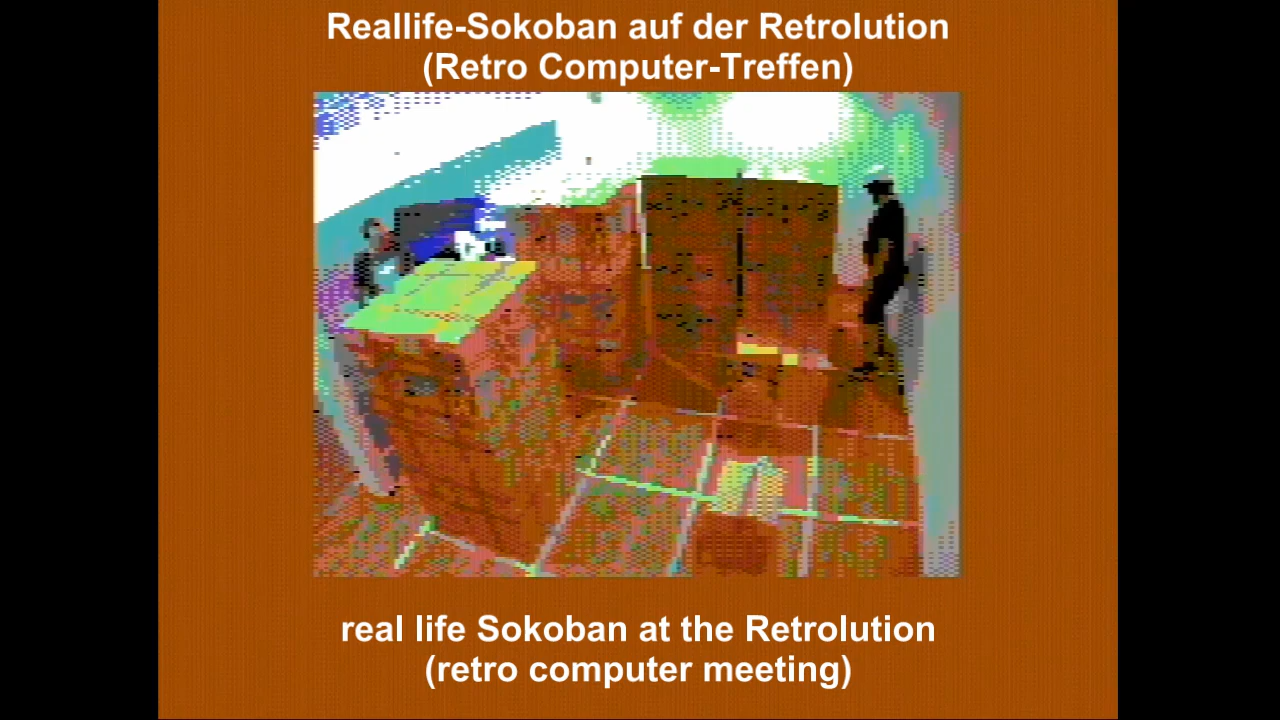 Reallife-Sokoban auf der Retrolution
(Retro Computer-Treffen)
real life Sokoban at the Retrolution
(retro computer meeting)